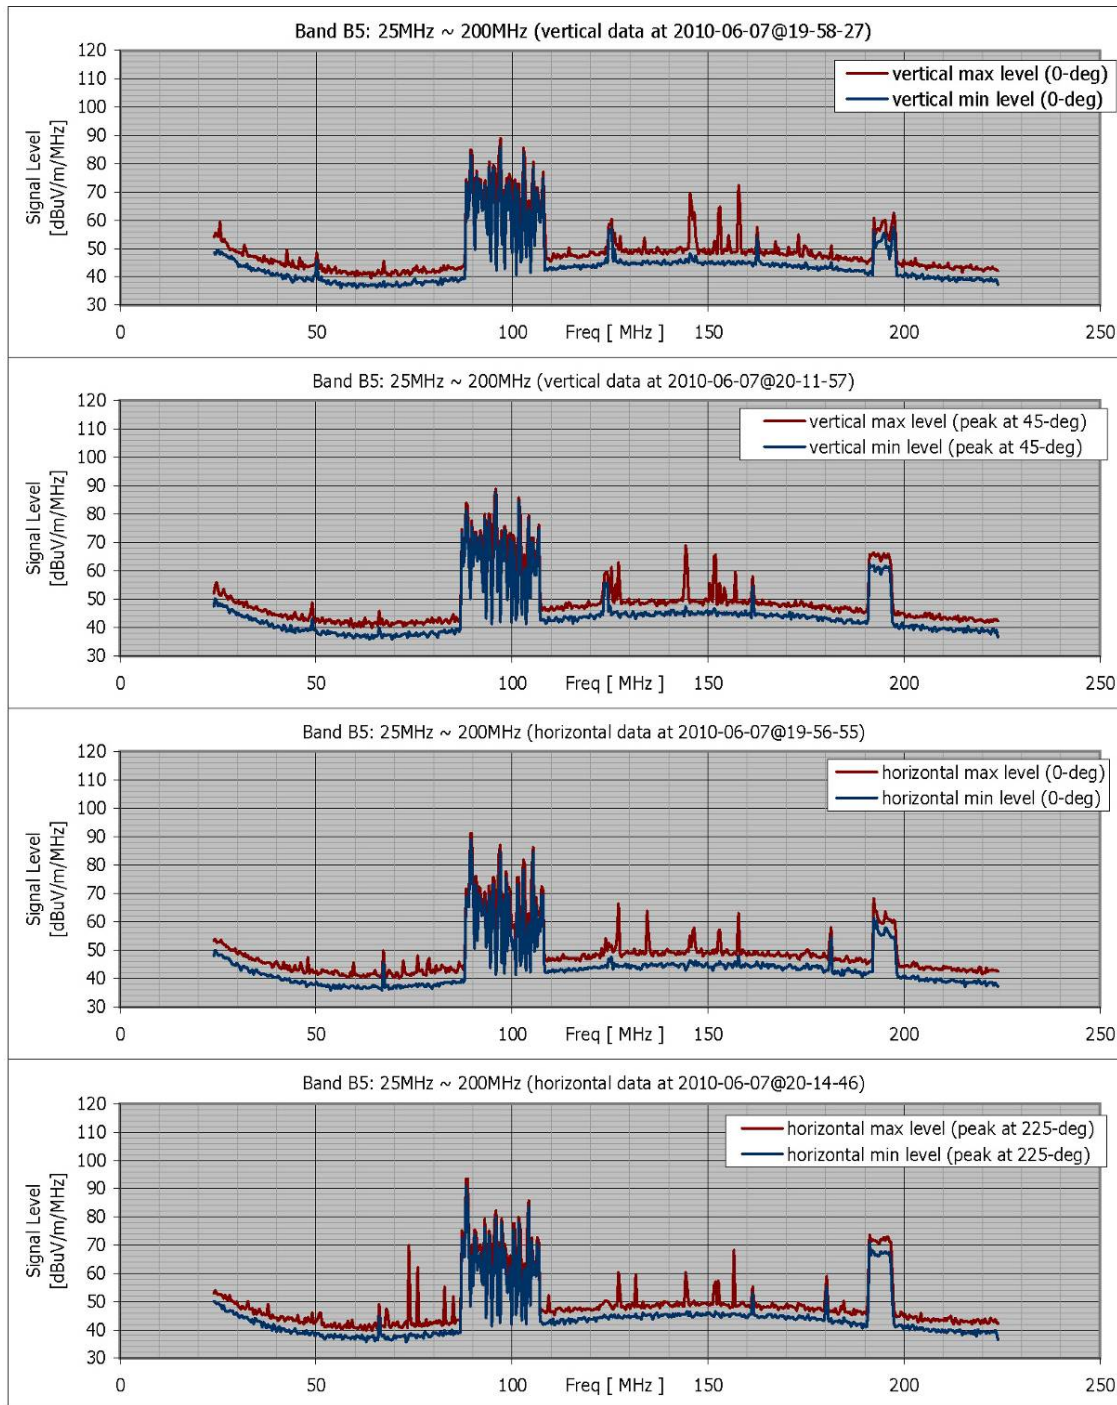 Band B5: 25MHz ~ 200MHz (vertical data at 2010-06-07@19-58-27)
120
110
100
90
80
70
60
50
40
30
Signal Level
[dBuV/m/MHz]
vertical max level (0-deg)
vertical min level (0-deg)
0 50 100 150 200 250
Freq [ MHz ]
Band B5: 25MHz ~ 200MHz (vertical data at 2010-06-07@20-11-57)
120
110
100
90
80
70
60
50
40
30
Signal Level
[dBuV/m/MHz]
vertical max level (peak at 45-deg)
vertical min level (peak at 45-deg)
0 50 100 150 200 250
Freq [ MHz ]
Band B5: 25MHz ~ 200MHz (horizontal data at 2010-06-07@19-56-55)
120
110
100
90
80
70
60
50
40
30
Signal Level
[dBuV/m/MHz]
horizontal max level (0-deg)
horizontal min level (0-deg)
0 50 100 150 200 250
Freq [ MHz ]
Band B5: 25MHz ~ 200MHz (horizontal data at 2010-06-07@20-14-46)
120
110
100
90
80
70
60
50
40
30
Signal Level
[dBuV/m/MHz]
horizontal max level (peak at 225-deg)
horizontal min level (peak at 225-deg)
0 50 100 150 200 250
Freq [ MHz ]